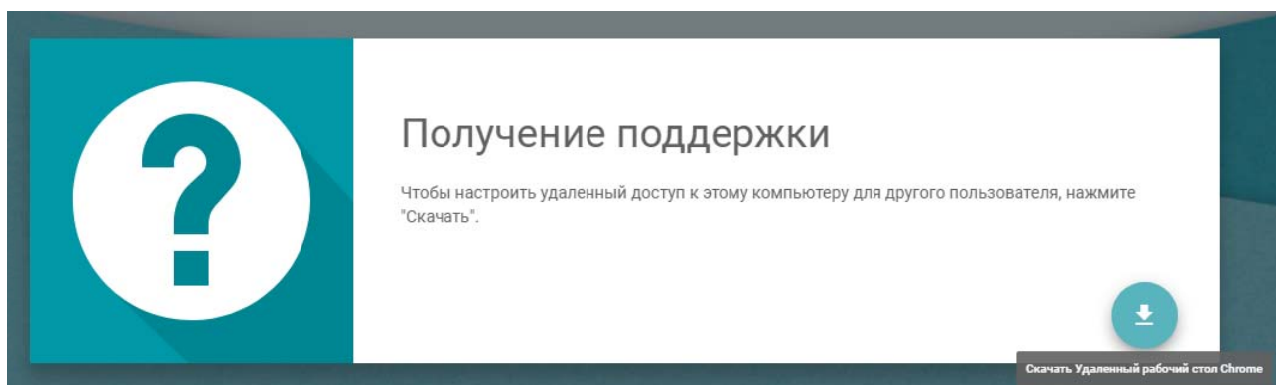 Получение поддержки
Чтобы настроить удаленный доступ к этому компьютеру для другого пользователя, нажмите
"Скачать".
Скачать Удаленный рабочий стол Chrome